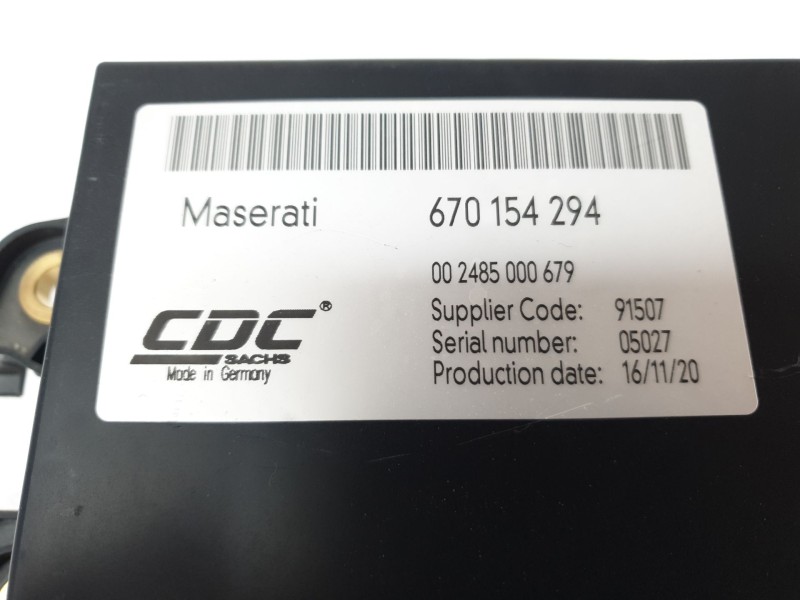 Maserati 670 154 294
00 2485 000 679
Supplier Code: 91507
Serial number: 05027
Production date: 16/11/20
CDC®
SACHS
Made in Germany